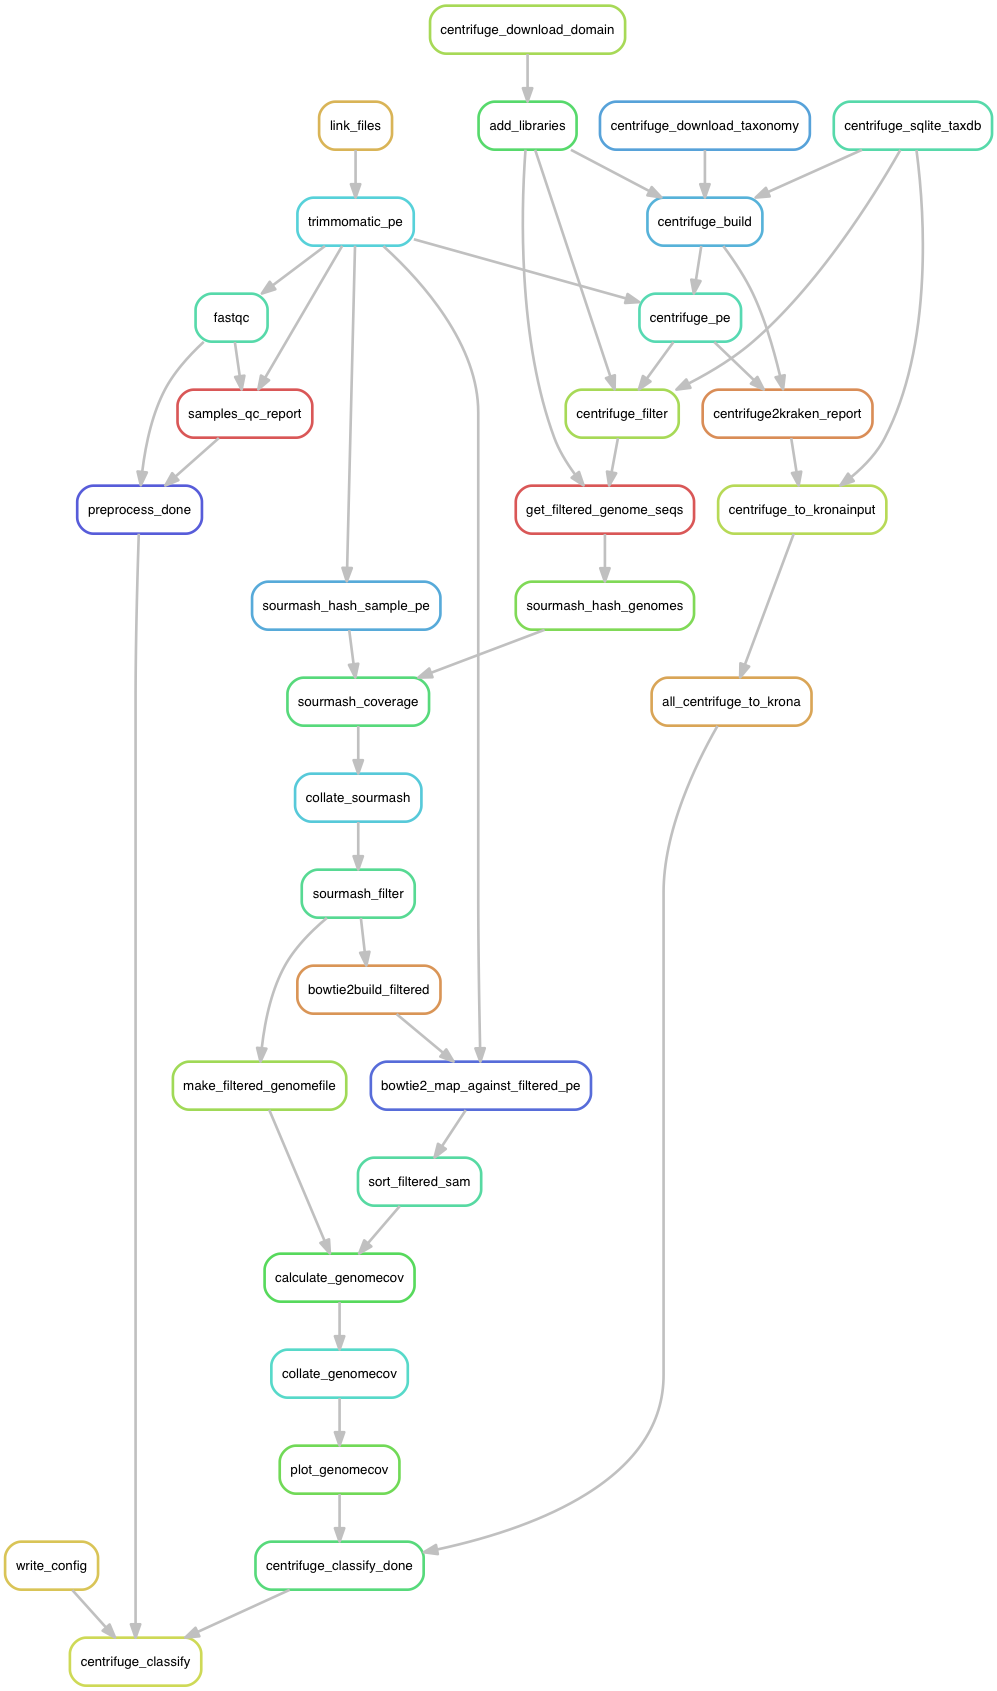 centrifuge_download_domain
link_files
add_libraries
centrifuge_download_taxonomy
centrifuge_sqlite_taxdb
trimmomatic_pe
centrifuge_build
fastqc
centrifuge_pe
samples_qc_report
centrifuge_filter
centrifuge2kraken_report
preprocess_done
get_filtered_genome_seqs
centrifuge_to_kronainput
sourmash_hash_sample_pe
sourmash_hash_genomes
sourmash_coverage
all_centrifuge_to_krona
collate_sourmash
sourmash_filter
bowtie2build_filtered
make_filtered_genomefile
bowtie2_map_against_filtered_pe
sort_filtered_sam
calculate_genomecov
collate_genomecov
plot_genomecov
write_config
centrifuge_classify_done
centrifuge_classify